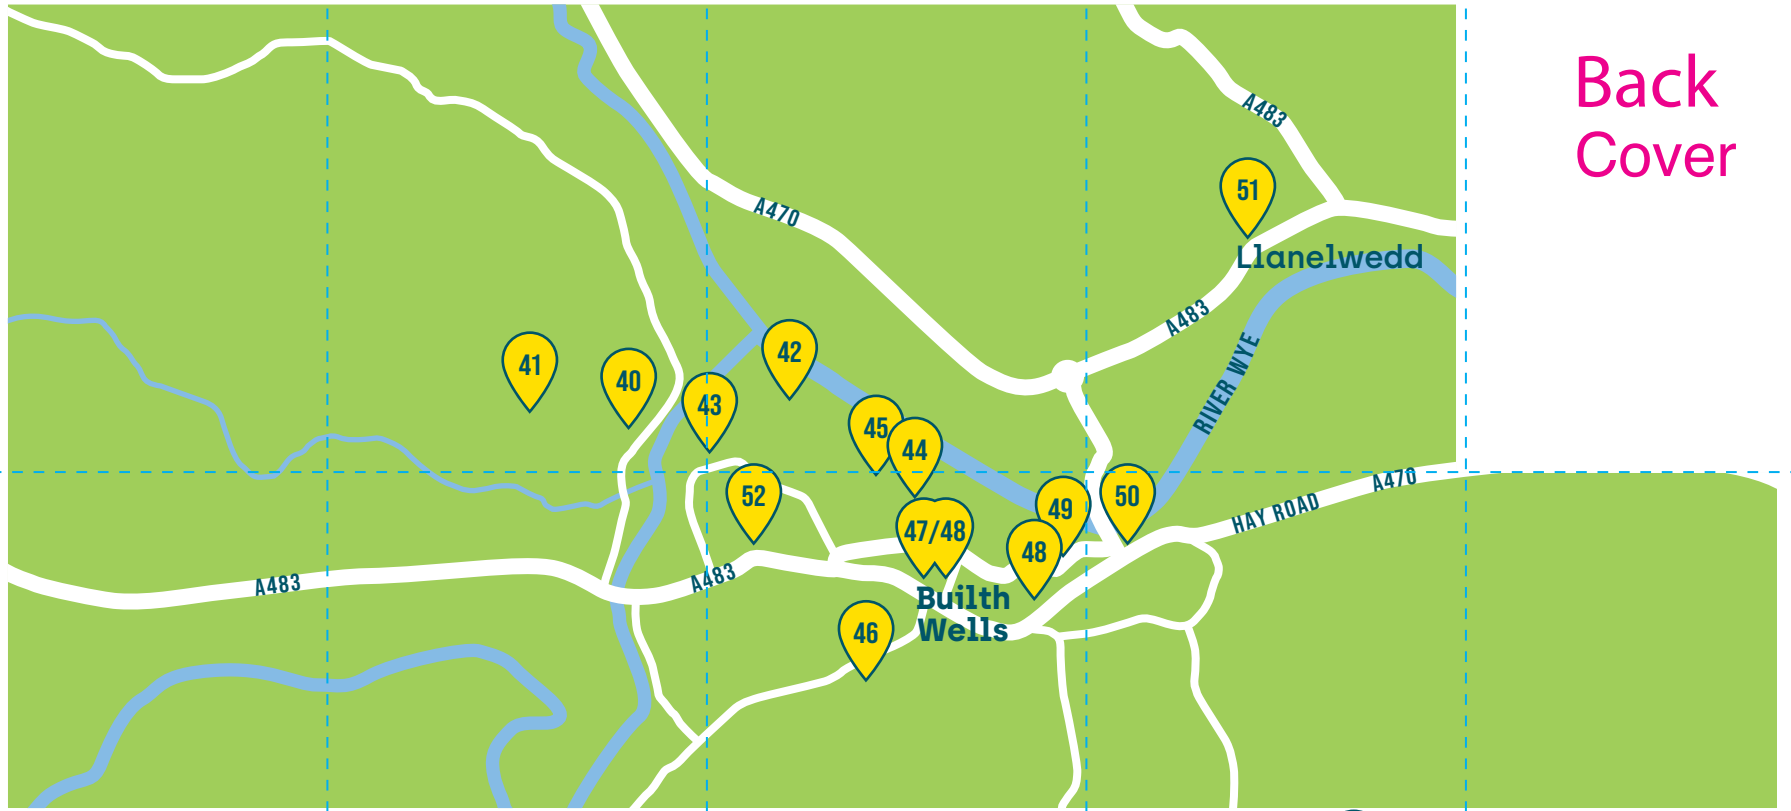 Back
Cover
A483
51
A470
Llanelwedd
A483
42
41
40
43
RIVER WYE
45
44
52
50
49
HAY ROAD
A470
47/48
48
A483
A483
Builth
Wells
46